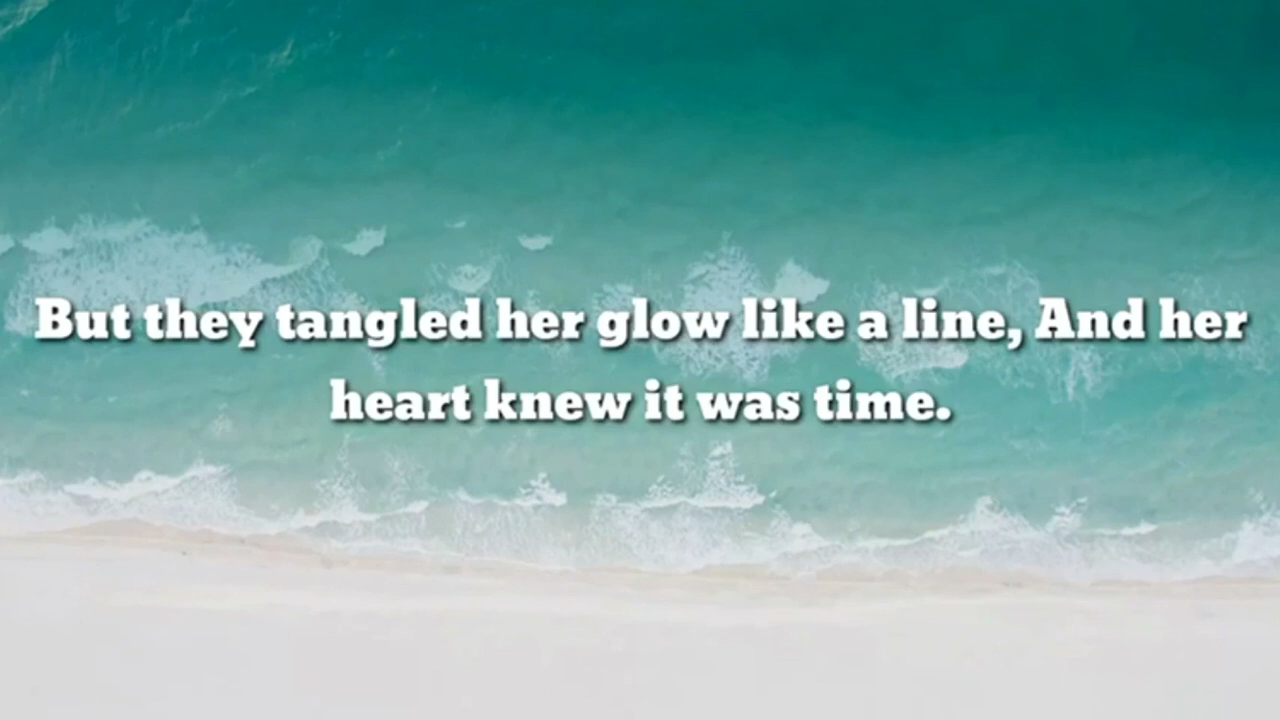 But they tangled her glow like a line, And her
heart knew it was time.